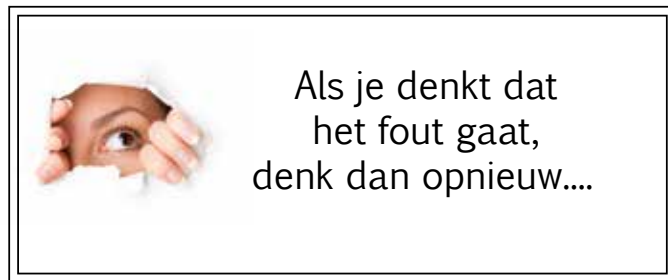 Als je denkt dat
het fout gaat,
denk dan opnieuw....